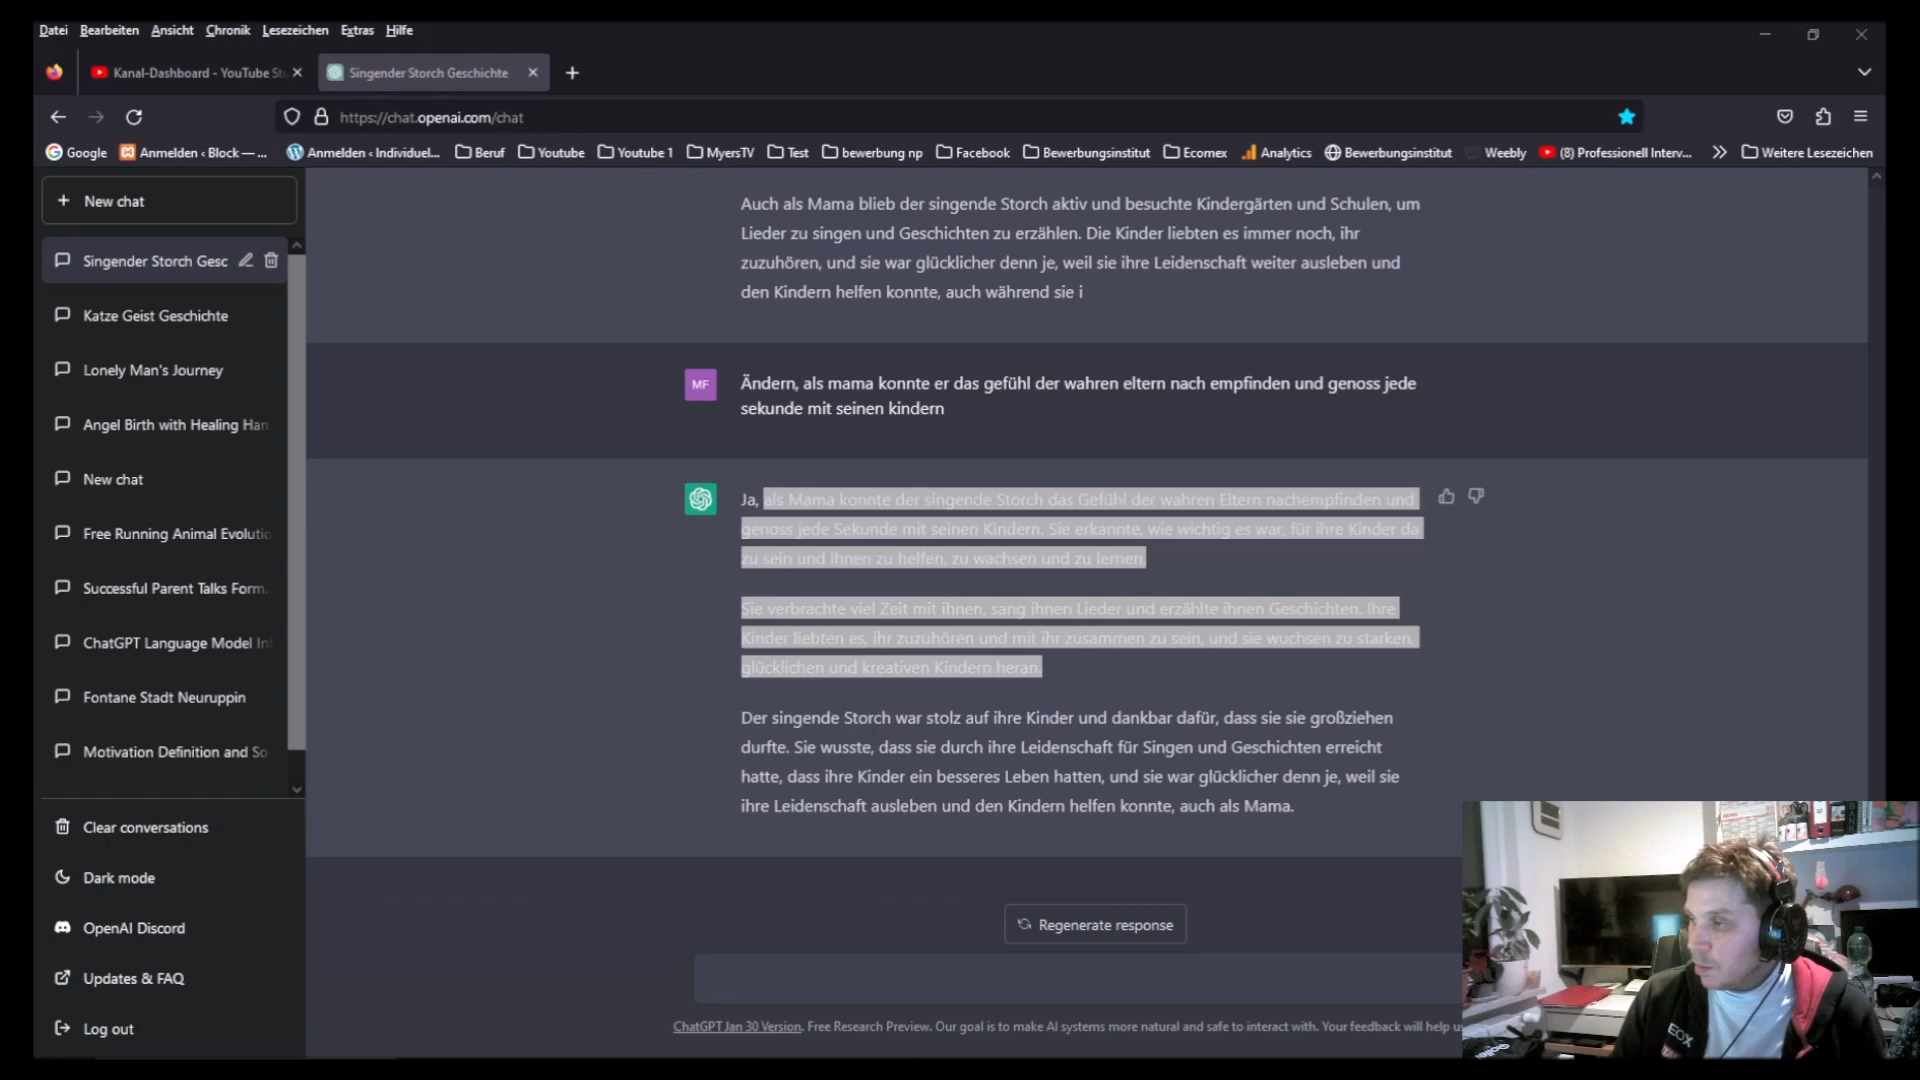 Datei Bearbeiten Ansicht Chronik Lesezeichen Extras Hilfe
Kanal-Dashboard - YouTube St
Singender Storch Geschichte
https://chat.openai.com/chat
Google Anmelden ‹ Block — ... Anmelden ‹ Individuel... Beruf Youtube Youtube 1 MyersTV Test bewerbung np Facebook Bewerbungsinstitut Ecomex Analytics Bewerbungsinstitut Weebly (8) Professionell Interv... Weitere Lesezeichen
New chat
Singender Storch Gesc
Katze Geist Geschichte
Lonely Man's Journey
Angel Birth with Healing Han
New chat
Free Running Animal Evolutio
Successful Parent Talks Form.
ChatGPT Language Model In
Fontane Stadt Neuruppin
Motivation Definition and So
Clear conversations
Dark mode
OpenAI Discord
Updates & FAQ
Log out
Auch als Mama blieb der singende Storch aktiv und besuchte Kindergärten und Schulen, um
Lieder zu singen und Geschichten zu erzählen. Die Kinder liebten es immer noch, ihr
zuzuhören, und sie war glücklicher denn je, weil sie ihre Leidenschaft weiter ausleben und
den Kindern helfen konnte, auch während sie i
MF
Ändern, als mama konnte er das gefühl der wahren eltern nach empfinden und genoss jede
sekunde mit seinen kindern
Ja, als Mama konnte der singende Storch das Gefühl der wahren Eltern nachempfinden und
genoss jede Sekunde mit seinen Kindern. Sie erkannte, wie wichtig es war, für ihre Kinder da
zu sein und ihnen zu helfen, zu wachsen und zu lernen.
Sie verbrachte viel Zeit mit ihnen, sang ihnen Lieder und erzählte ihnen Geschichten. Ihre
Kinder liebten es, ihr zuzuhören und mit ihr zusammen zu sein, und sie wuchsen zu starken,
glücklichen und kreativen Kindern heran.
Der singende Storch war stolz auf ihre Kinder und dankbar dafür, dass sie sie großziehen
durfte. Sie wusste, dass sie durch ihre Leidenschaft für Singen und Geschichten erreicht
hatte, dass ihre Kinder ein besseres Leben hatten, und sie war glücklicher denn je, weil sie
ihre Leidenschaft ausleben und den Kindern helfen konnte, auch als Mama.
Regenerate response
ChatGPT Jan 30 Version. Free Research Preview. Our goal is to make AI systems more natural and safe to interact with. Your feedback will help u